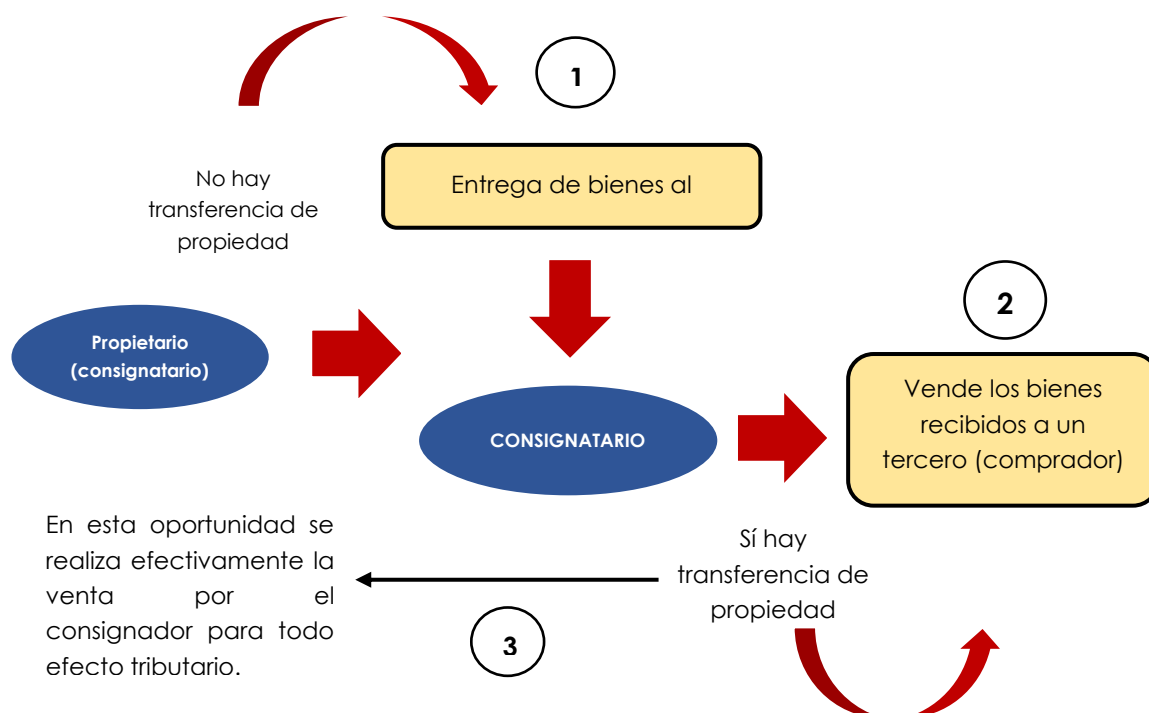 1
Entrega de bienes al
No hay
transferencia de
propiedad
Propietario
(consignatario)
CONSIGNATARIO
2
Vende los bienes
recibidos a un
tercero (comprador)
En esta oportunidad se
realiza efectivamente la
venta por el
consignador para todo
efecto tributario.
Sí hay
transferencia de
propiedad
3